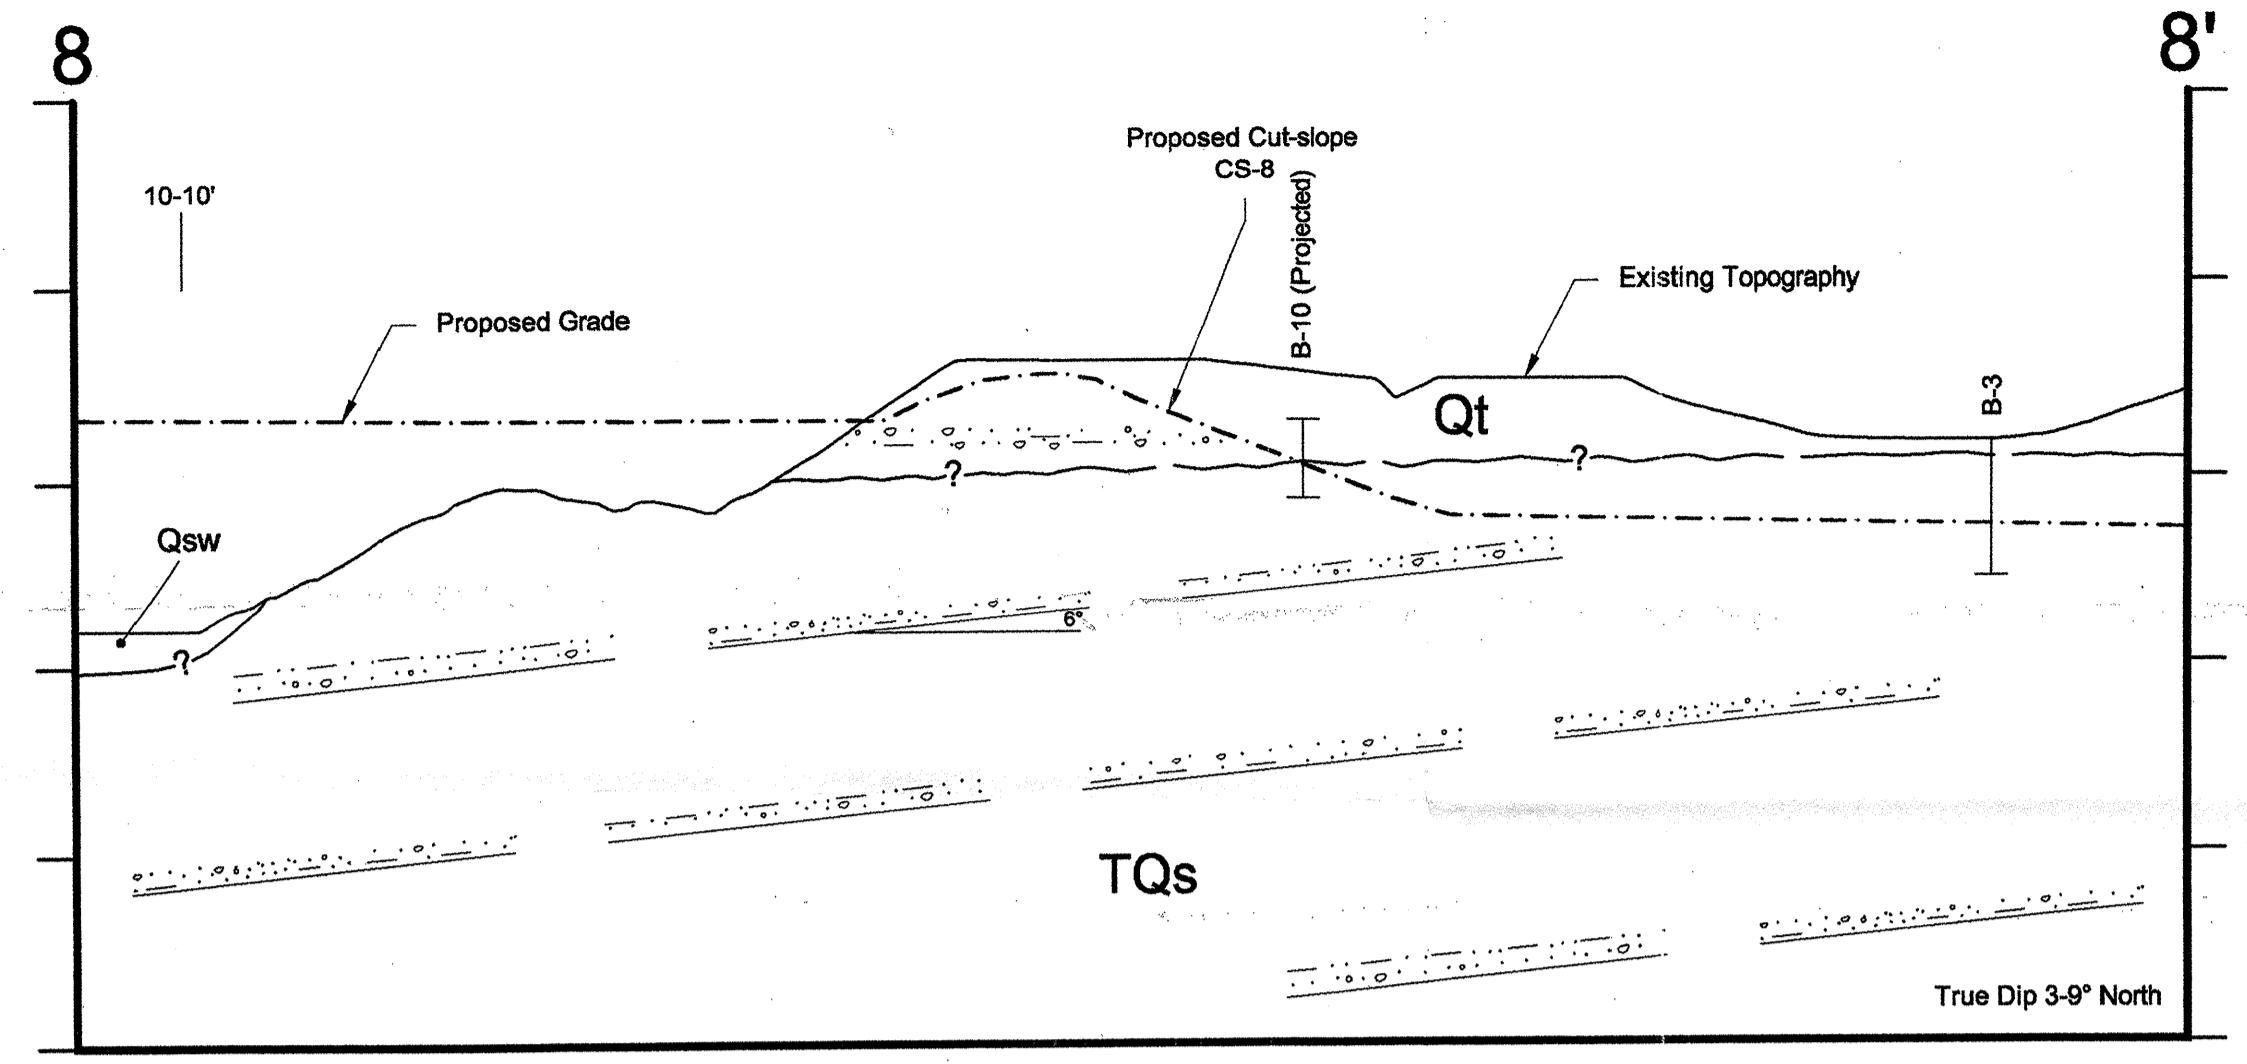 8
8'
Proposed Cut-slope
CS-8
10-10'
B-10 (Projected)
Existing Topography
Proposed Grade
B-3
Qt
?
?
Qsw
6°
?
TQs
True Dip 3-9° North